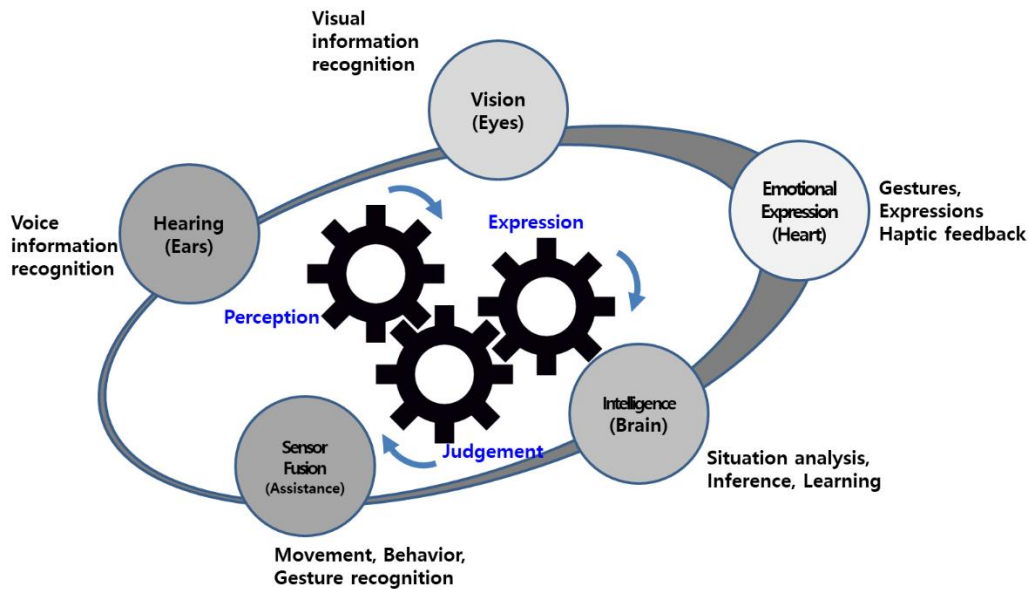 Visual
information
recognition
Vision
(Eyes)
Emotional
Expression
(Heart)
Gestures,
Expressions
Haptic feedback
Hearing
(Ears)
Voice
information
recognition
Expression
Perception
Judgement
Intelligence
(Brain)
Situation analysis,
Inference, Learning
Sensor
Fusion
(Assistance)
Movement, Behavior,
Gesture recognition